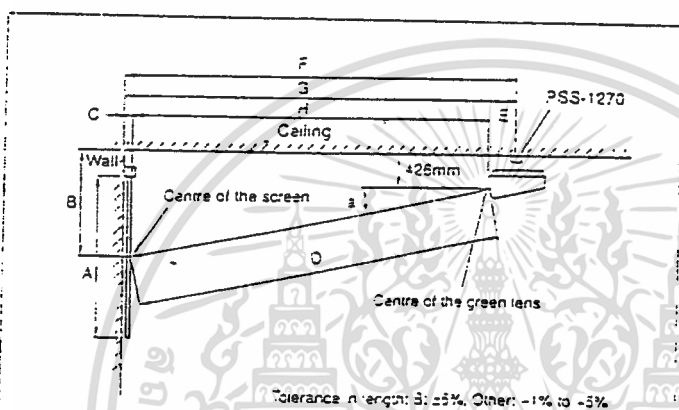 F
G
C H E PSS-1270
Ceiling
Wall
426mm
B Centre of the screen
a
A O
Centre of the green lens
Tolerance in length: B: ±5%, Other: -1% to -5%